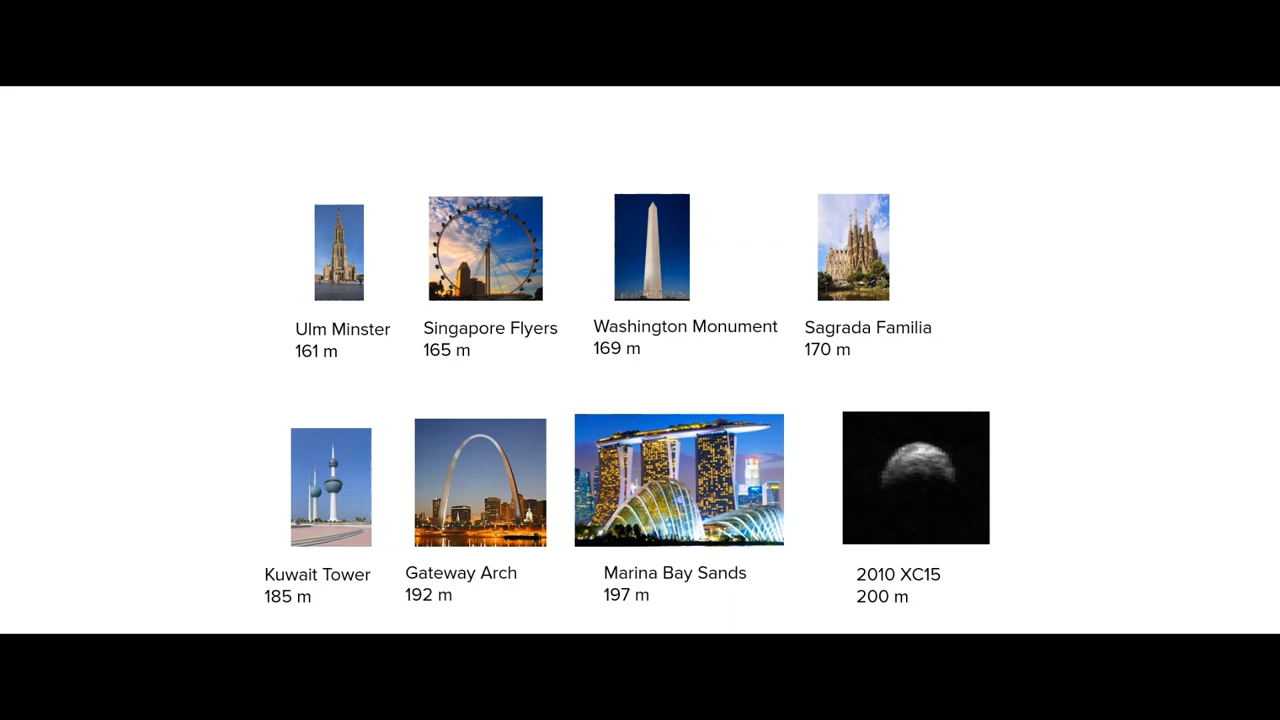 Ulm Minster
161 m
Singapore Flyers
165 m
Washington Monument
169 m
Sagrada Familia
170 m
Kuwait Tower
185 m
Gateway Arch
192 m
Marina Bay Sands
197 m
2010 XC15
200 m